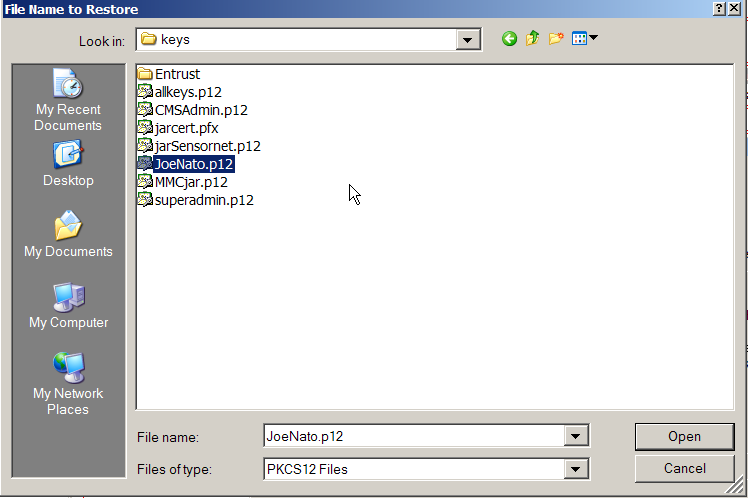 File Name to Restore
Look in: keys
My Recent
Documents
Desktop
My Documents
My Computer
My Network
Places
Entrust
allkeys.p12
CMSAdmin.p12
jarcert.pfx
jarSensornet.p12
JoeNato.p12
MMCjar.p12
superadmin.p12
File name: JoeNato.p12 Open
Files of type: PKCS12 Files Cancel